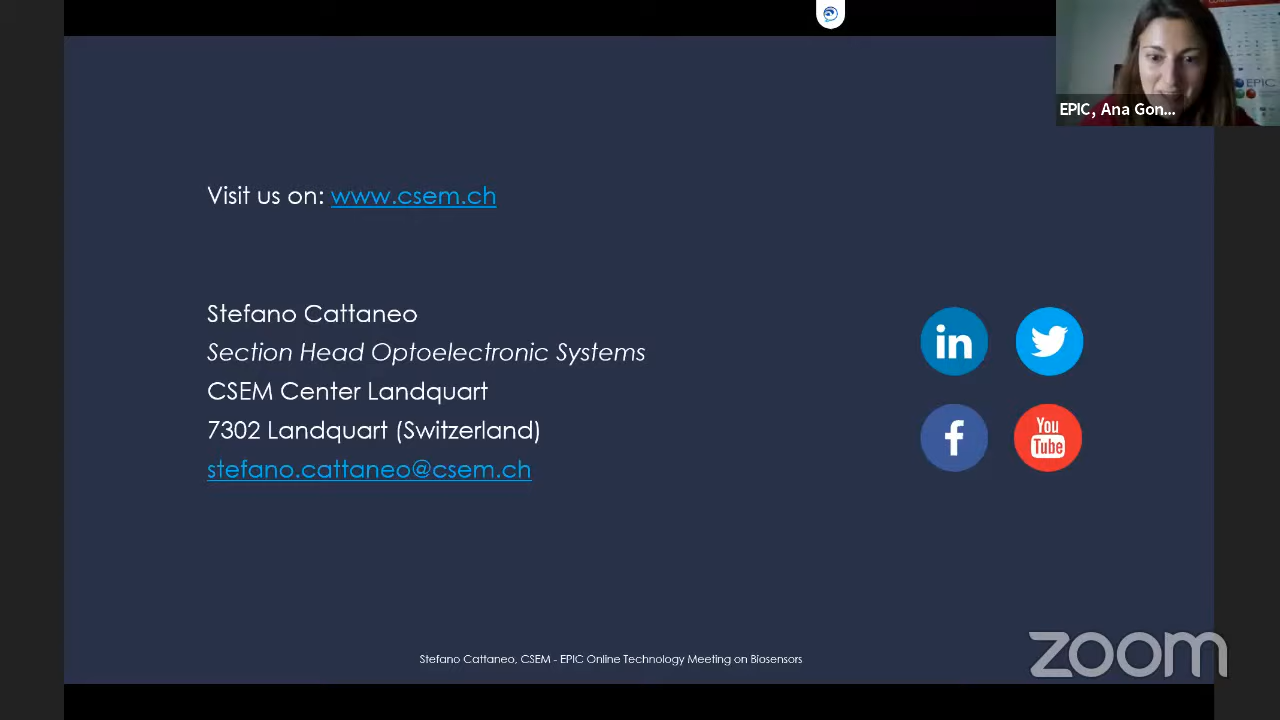 EPIC
EPIC, Ana Gon...
Visit us on: www.csem.ch
Stefano Cattaneo
Section Head Optoelectronic Systems
CSEM Center Landquart
7302 Landquart (Switzerland)
stefano.cattaneo@csem.ch
in
f
You
Tube
Stefano Cattaneo, CSEM - EPIC Online Technology Meeting on Biosensors
zoom